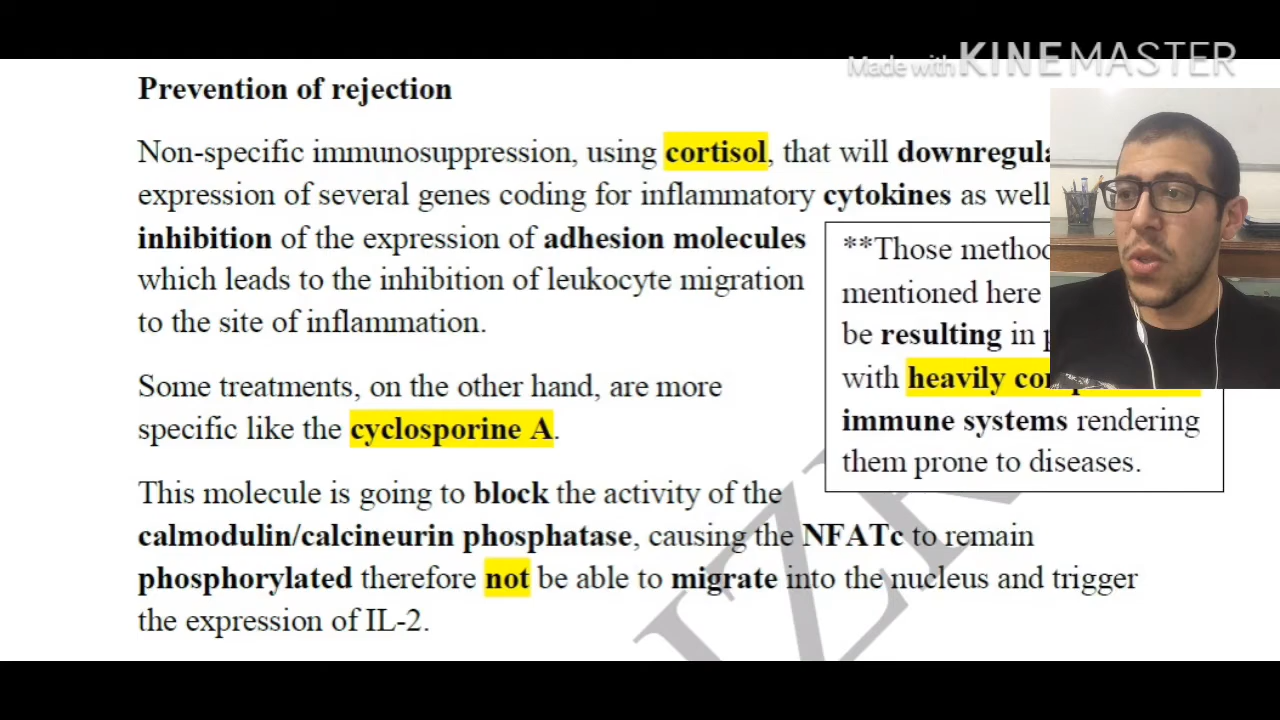 Made with KINEMASTER
Prevention of rejection
Non-specific immunosuppression, using cortisol, that will
expression of several genes coding for inflammatory cytokines as well
inhibition of the expression of adhesion molecules
which leads to the inhibition of leukocyte migration
to the site of inflammation.
**Those
mentioned here
be resulting in
with heavily
immune systems rendering
them prone to diseases.
Some treatments, on the other hand, are more
specific like the cyclosporine A.
This molecule is going to block the activity of the
calmodulin/calcineurin phosphatase, causing the NFATc to remain
phosphorylated therefore not be able to migrate into the nucleus and trigger
the expression of IL-2.